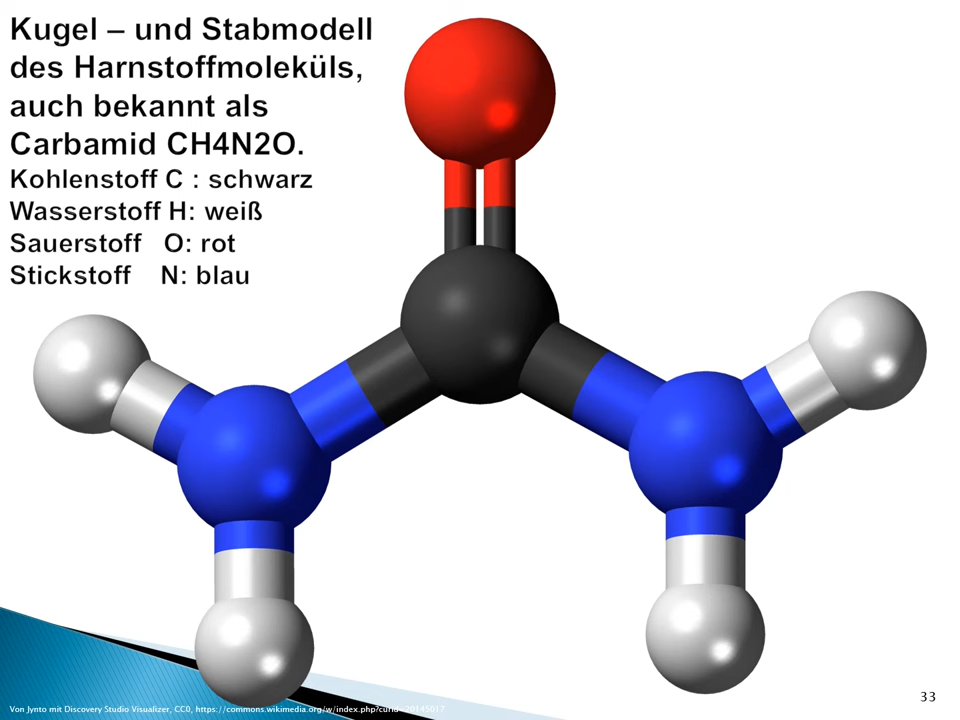 Kugel – und Stabmodell
des Harnstoffmoleküls,
auch bekannt als
Carbamid CH4N2O.
Kohlenstoff C : schwarz
Wasserstoff H: weiß
Sauerstoff O: rot
Stickstoff N: blau
33
Von Jynto mit Discovery Studio Visualizer, CC0, https://commons.wikimedia.org/w/index.php?curid=20145017